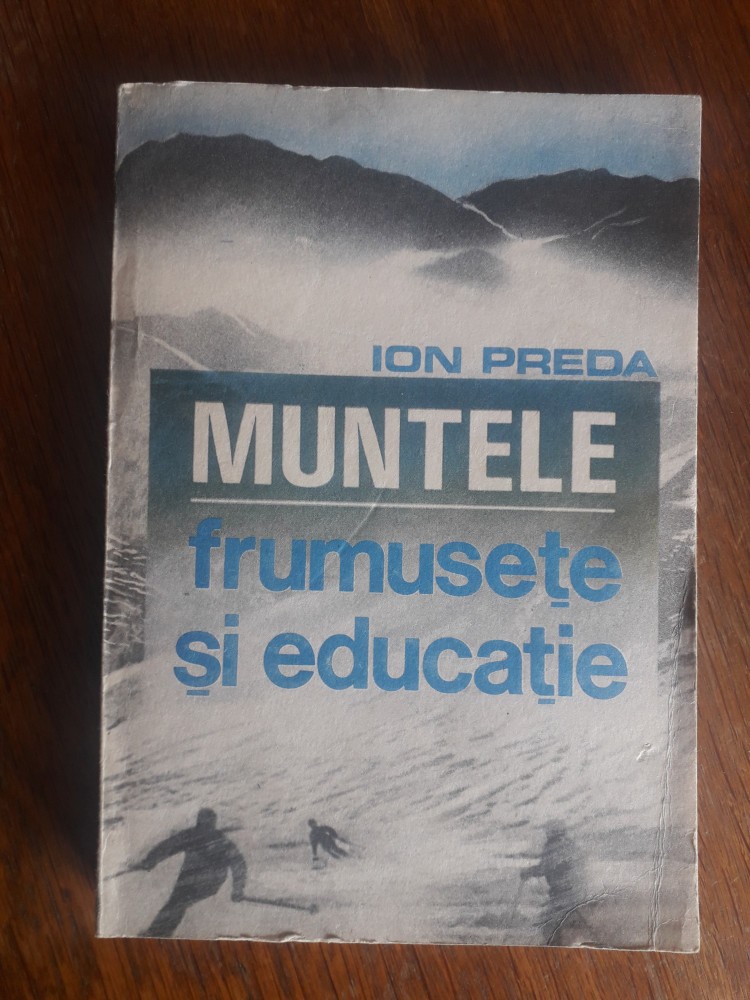 ION PREDA
MUNTELE
frumusețe
și educație